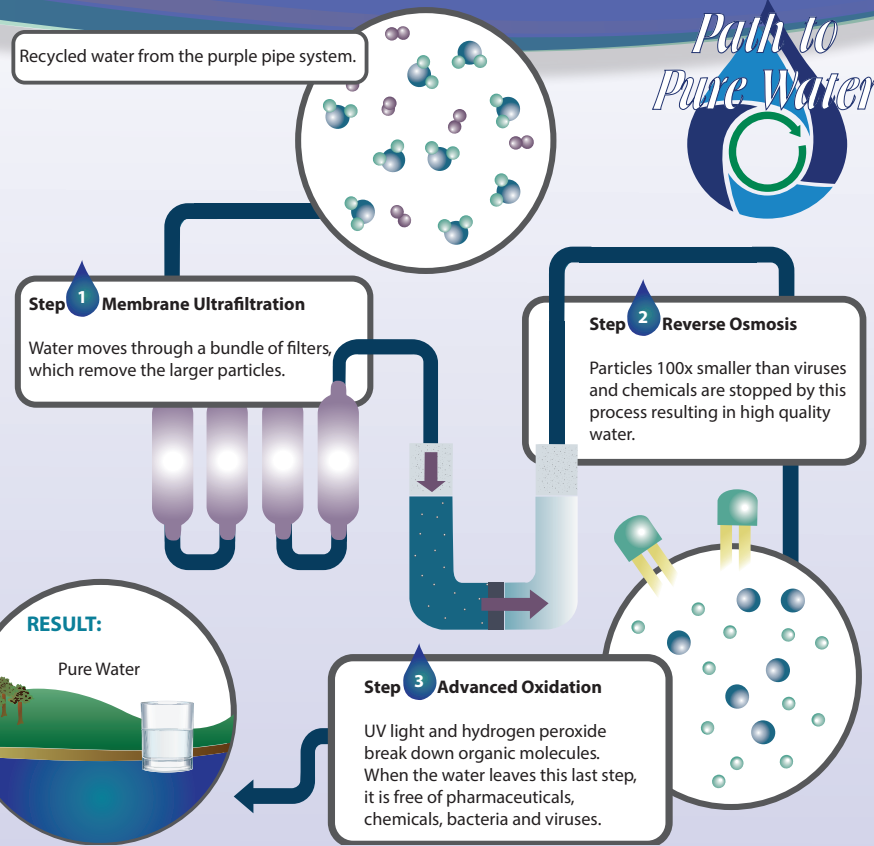 Path to
Pure Water
Recycled water from the purple pipe system.
Step 1 Membrane Ultrafiltration
Water moves through a bundle of filters,
which remove the larger particles.
Step 2 Reverse Osmosis
Particles 100x smaller than viruses
and chemicals are stopped by this
process resulting in high quality
water.
Step 3 Advanced Oxidation
UV light and hydrogen peroxide
break down organic molecules.
When the water leaves this last step,
it is free of pharmaceuticals,
chemicals, bacteria and viruses.
RESULT:
Pure Water